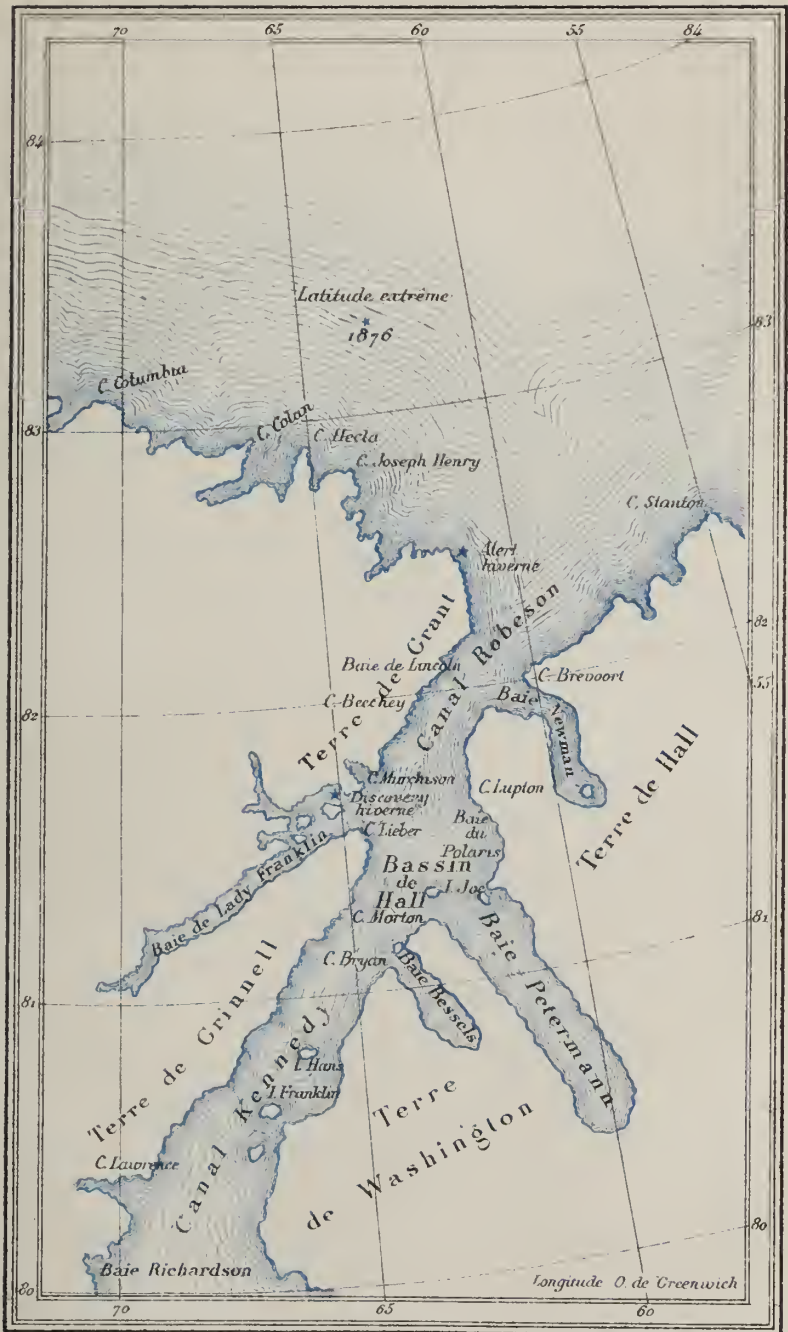 70 65 60 55 84
84
Latitude extrême
1876
83
C. Columbia
C. Colan
83
C. Hecla
C. Joseph Henry
C. Stanton
Alert
hiverne
82
Terre de Grant
Canal Robeson
Baie de Lincoln
C. Brevoort
55
C. Beechey
82
Baie Newman
Terre de Hall
C. Murchison
Discovery
hiverne
C. Lupton
C. Lieber
Baie
du
Polaris
Baie de Lady Franklin
Bassin
de
Hall
I. Joe
C. Morton
81
Baie Petermann
C. Bryan
Baie Bessels
81
Terre de Grinnell
Canal Kennedy
I. Hans
I. Franklin
Terre
de Washington
C. Lawrence
80
Baie Richardson
80
Longitude O. de Greenwich
70 65 60